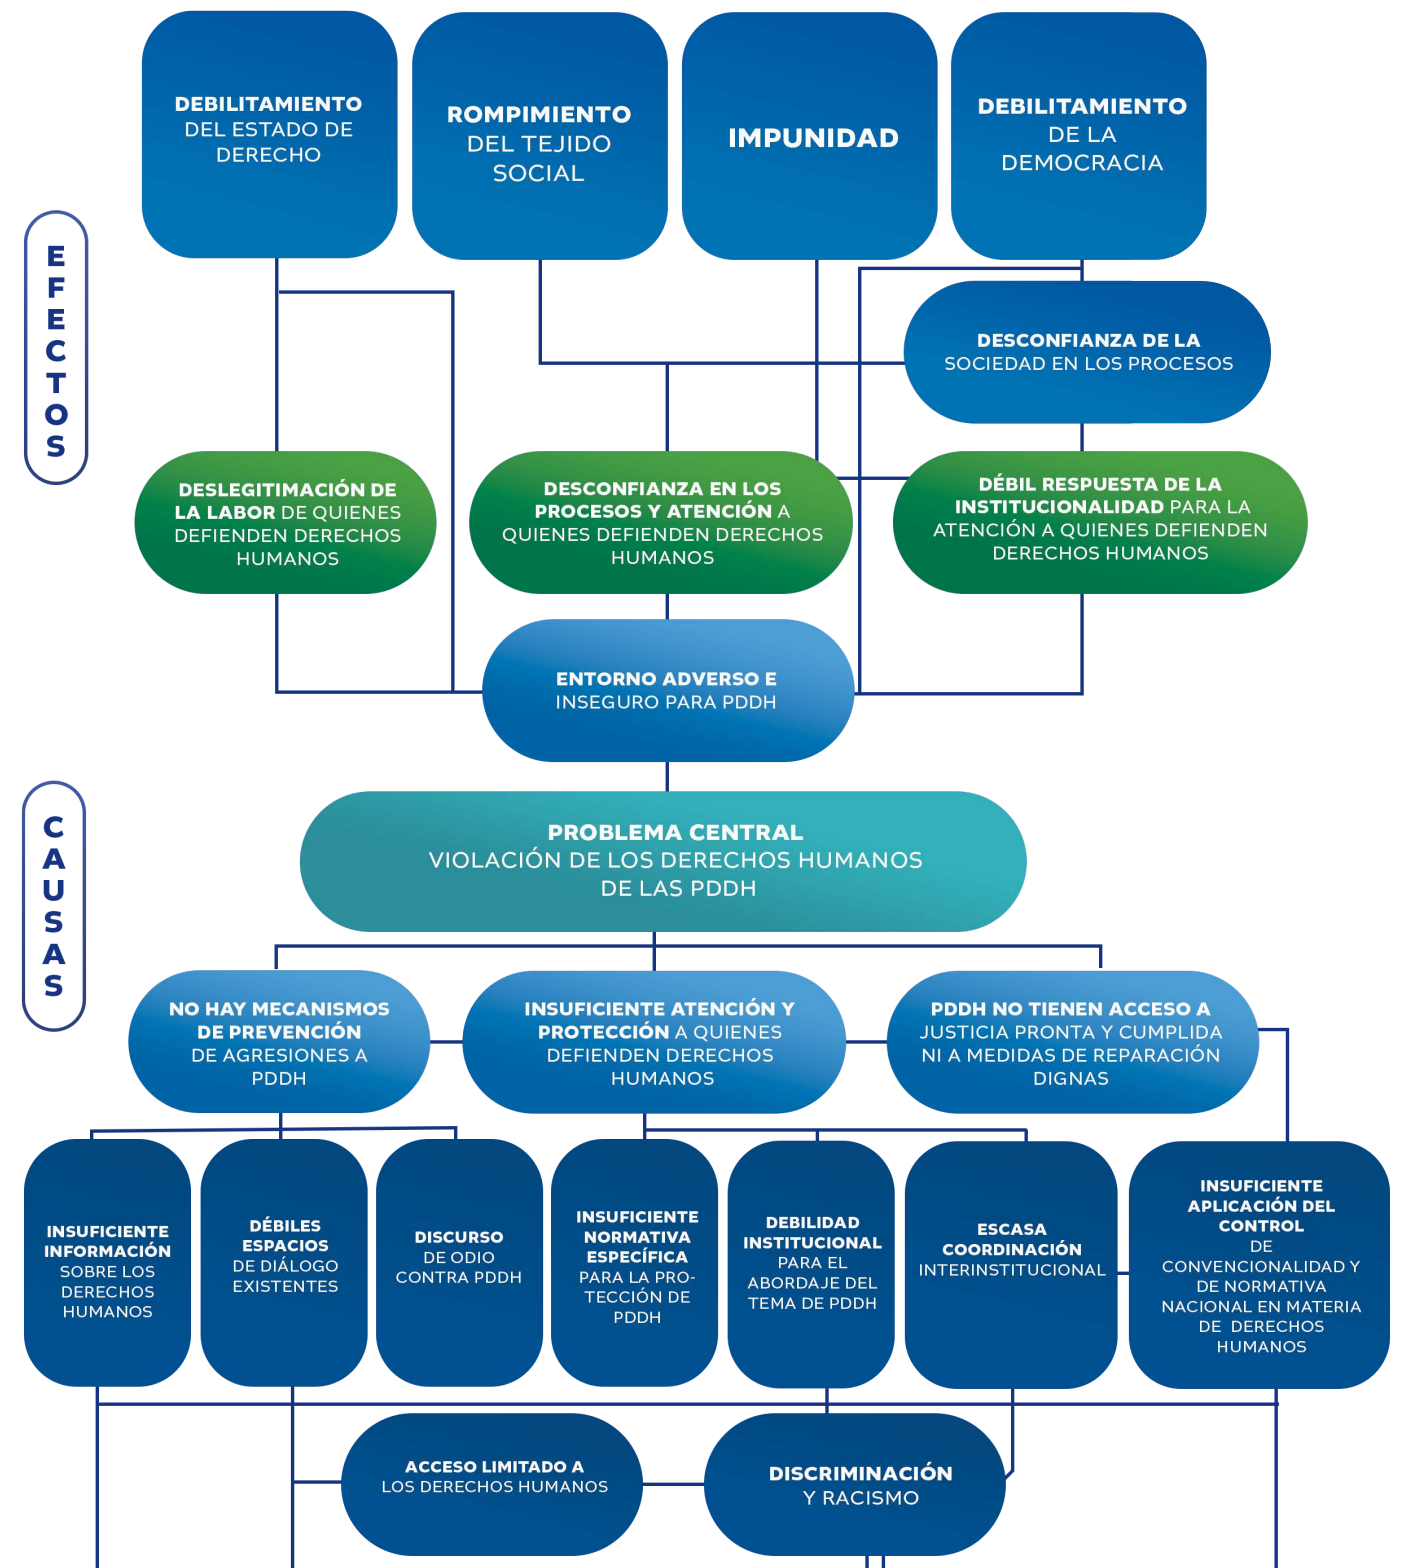 DEBILITAMIENTO
DEL ESTADO DE
DERECHO
ROMPIMIENTO
DEL TEJIDO
SOCIAL
IMPUNIDAD
DEBILITAMIENTO
DE LA
DEMOCRACIA
EFECTOS
DESCONFIANZA DE LA
SOCIEDAD EN LOS PROCESOS
DESLEGITIMACIÓN DE
LA LABOR DE QUIENES
DEFIENDEN DERECHOS
HUMANOS
DESCONFIANZA EN LOS
PROCESOS Y ATENCIÓN A
QUIENES DEFIENDEN DERECHOS
HUMANOS
DÉBIL RESPUESTA DE LA
INSTITUCIONALIDAD PARA LA
ATENCIÓN A QUIENES DEFIENDEN
DERECHOS HUMANOS
ENTORNO ADVERSO E
INSEGURO PARA PDDH
CAUSAS
PROBLEMA CENTRAL
VIOLACIÓN DE LOS DERECHOS HUMANOS
DE LAS PDDH
NO HAY MECANISMOS
DE PREVENCIÓN
DE AGRESIONES A
PDDH
INSUFICIENTE ATENCIÓN Y
PROTECCIÓN A QUIENES
DEFIENDEN DERECHOS
HUMANOS
PDDH NO TIENEN ACCESO A
JUSTICIA PRONTA Y CUMPLIDA
NI A MEDIDAS DE REPARACIÓN
DIGNAS
INSUFICIENTE
INFORMACIÓN
SOBRE LOS
DERECHOS
HUMANOS
DÉBILES
ESPACIOS
DE DIÁLOGO
EXISTENTES
DISCURSO
DE ODIO
CONTRA PDDH
INSUFICIENTE
NORMATIVA
ESPECÍFICA
PARA LA PRO-
TECCIÓN DE
PDDH
DEBILIDAD
INSTITUCIONAL
PARA EL
ABORDAJE DEL
TEMA DE PDDH
ESCASA
COORDINACIÓN
INTERINSTITUCIONAL
INSUFICIENTE
APLICACIÓN DEL
CONTROL
DE
CONVENCIONALIDAD Y
DE NORMATIVA
NACIONAL EN MATERIA
DE DERECHOS
HUMANOS
ACCESO LIMITADO A
LOS DERECHOS HUMANOS
DISCRIMINACIÓN
Y RACISMO